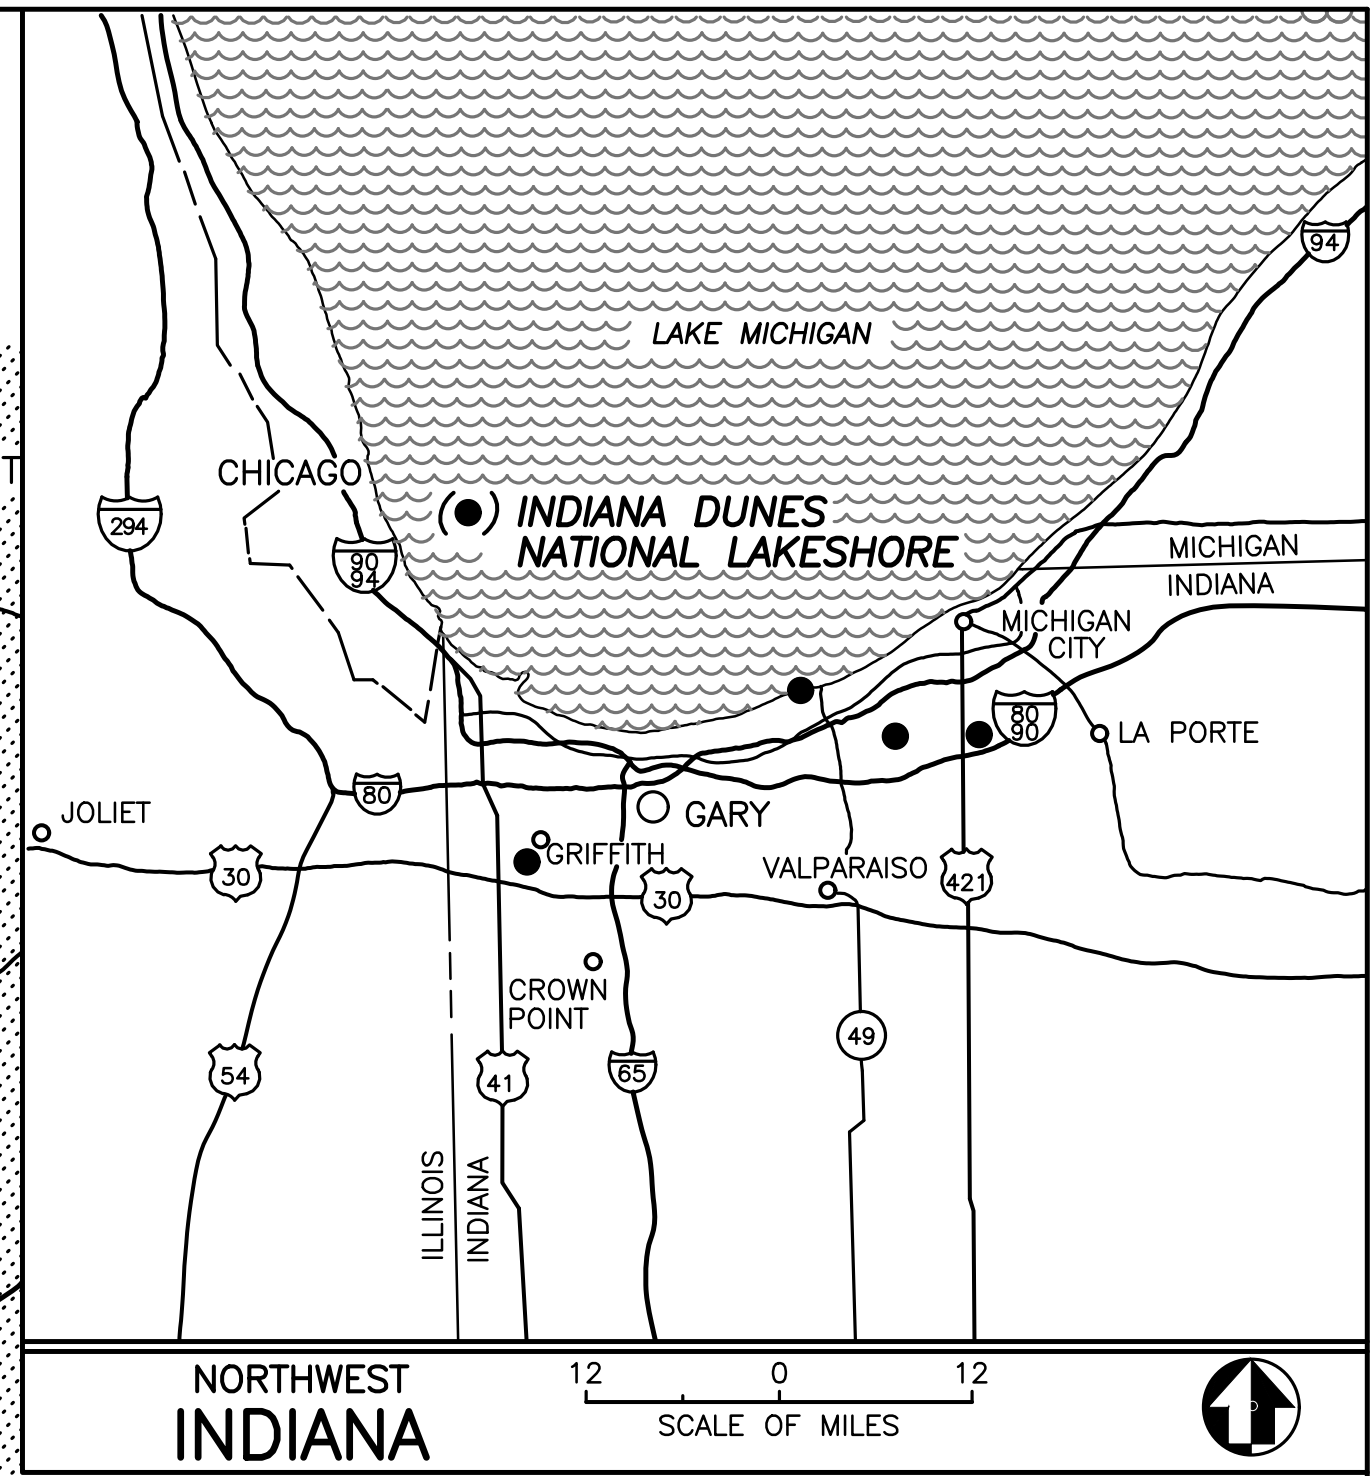 94
LAKE MICHIGAN
T
CHICAGO
294
INDIANA DUNES
NATIONAL LAKESHORE
90
94
MICHIGAN
INDIANA
MICHIGAN
CITY
80
90
LA PORTE
80
JOLIET
GARY
GRIFFITH
30
30
VALPARAISO
421
CROWN
POINT
49
54
41
65
ILLINOIS
INDIANA
NORTHWEST
INDIANA
12 0 12
SCALE OF MILES